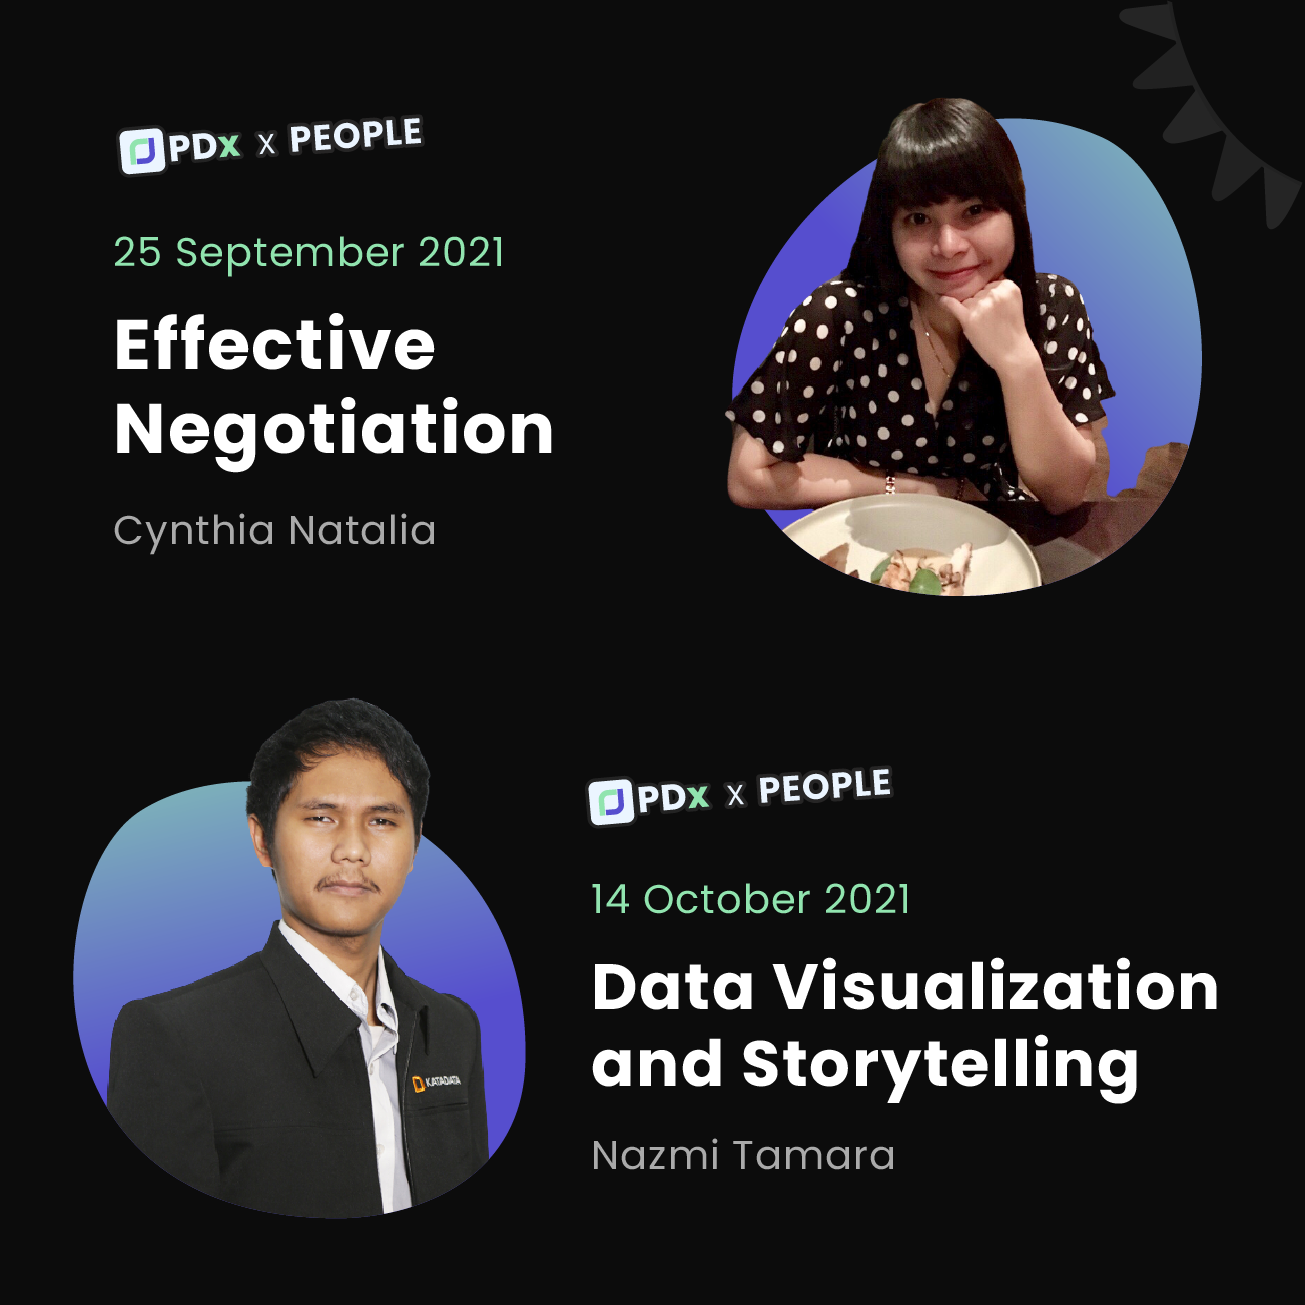 PDx x PEOPLE
25 September 2021
Effective
Negotiation
Cynthia Natalia
PDx x PEOPLE
14 October 2021
Data Visualization
and Storytelling
Nazmi Tamara
KATADATA